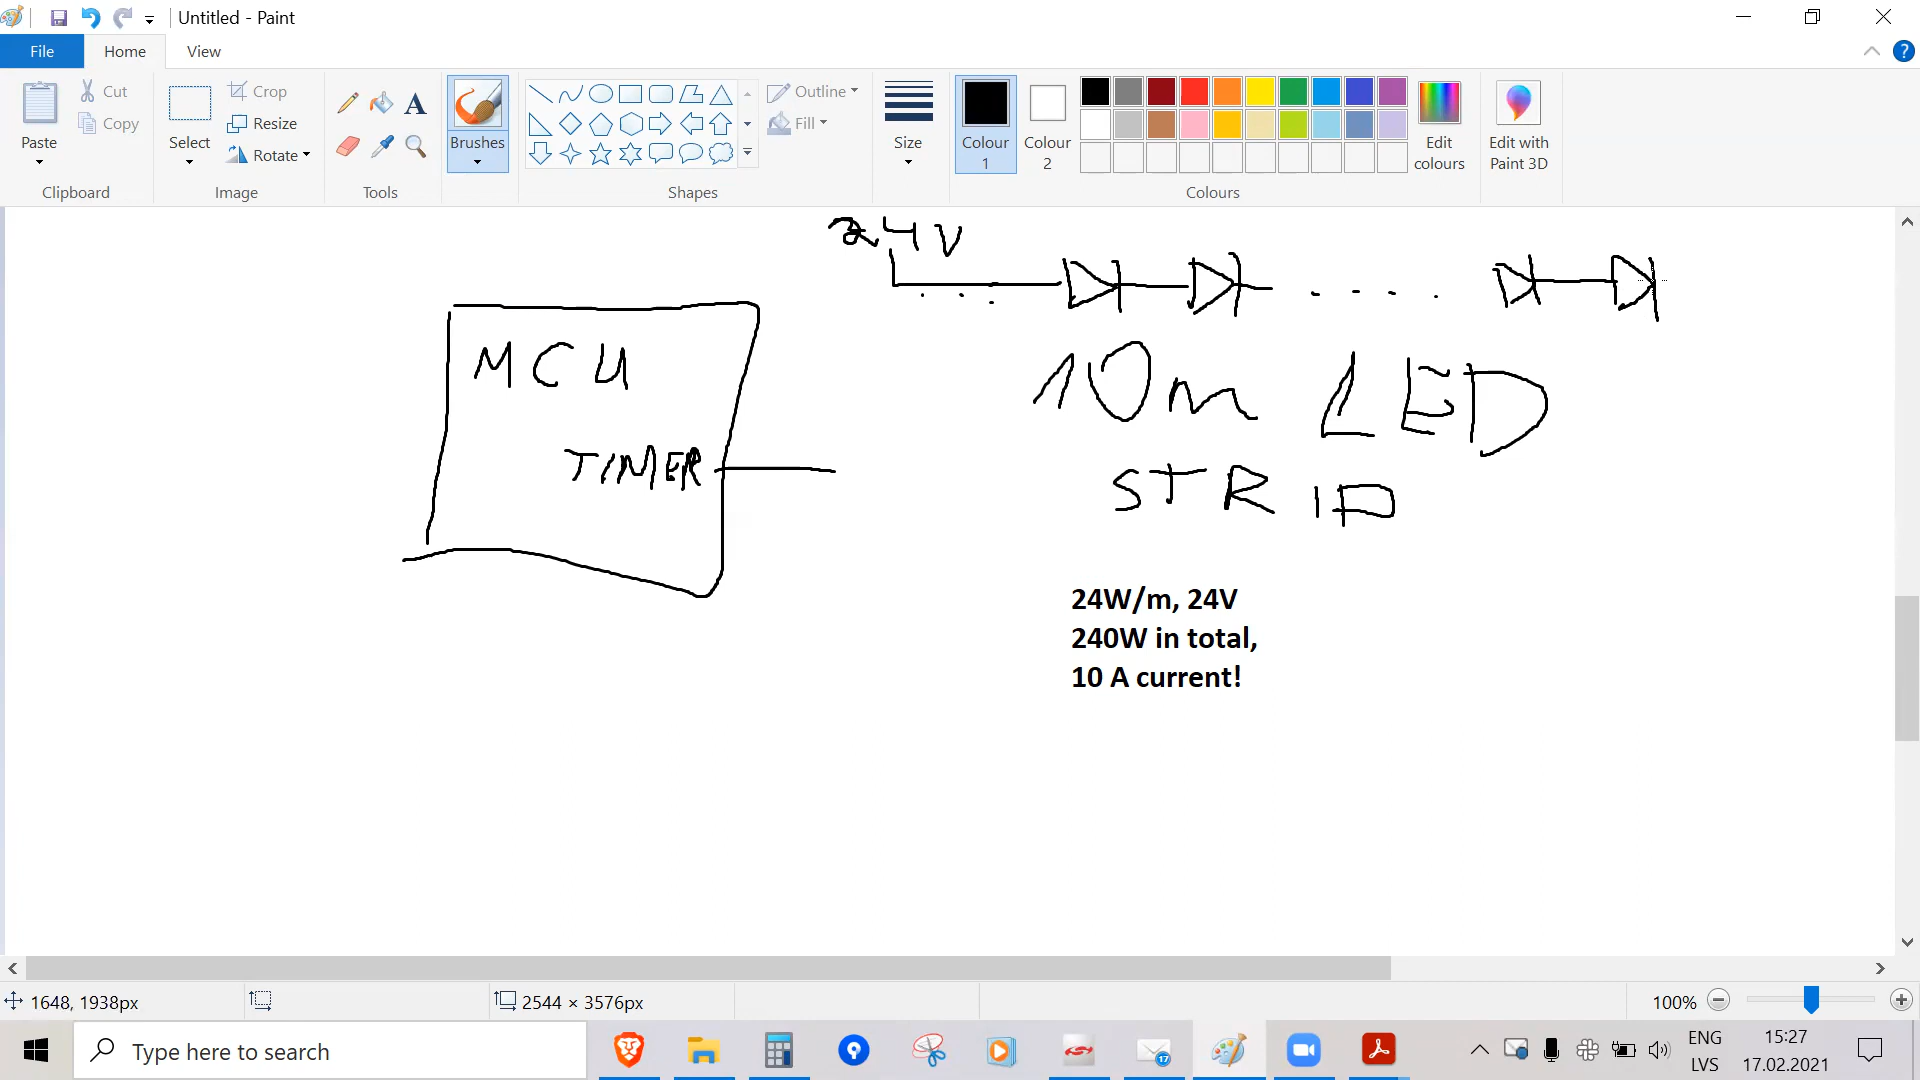 Untitled - Paint
File
Home
View
Paste
Cut
Copy
Clipboard
Select
Crop
Resize
Rotate
Image
Tools
Brushes
Outline
Fill
Shapes
Size
Colour 1
Colour 2
Edit colours
Edit with Paint 3D
Colours
24V
MCU
TIMER
10m LED
STRIP
24W/m, 24V
240W in total,
10 A current!
1648, 1938px
2544 × 3576px
100%
Type here to search
17
ENG
LVS
15:27
17.02.2021